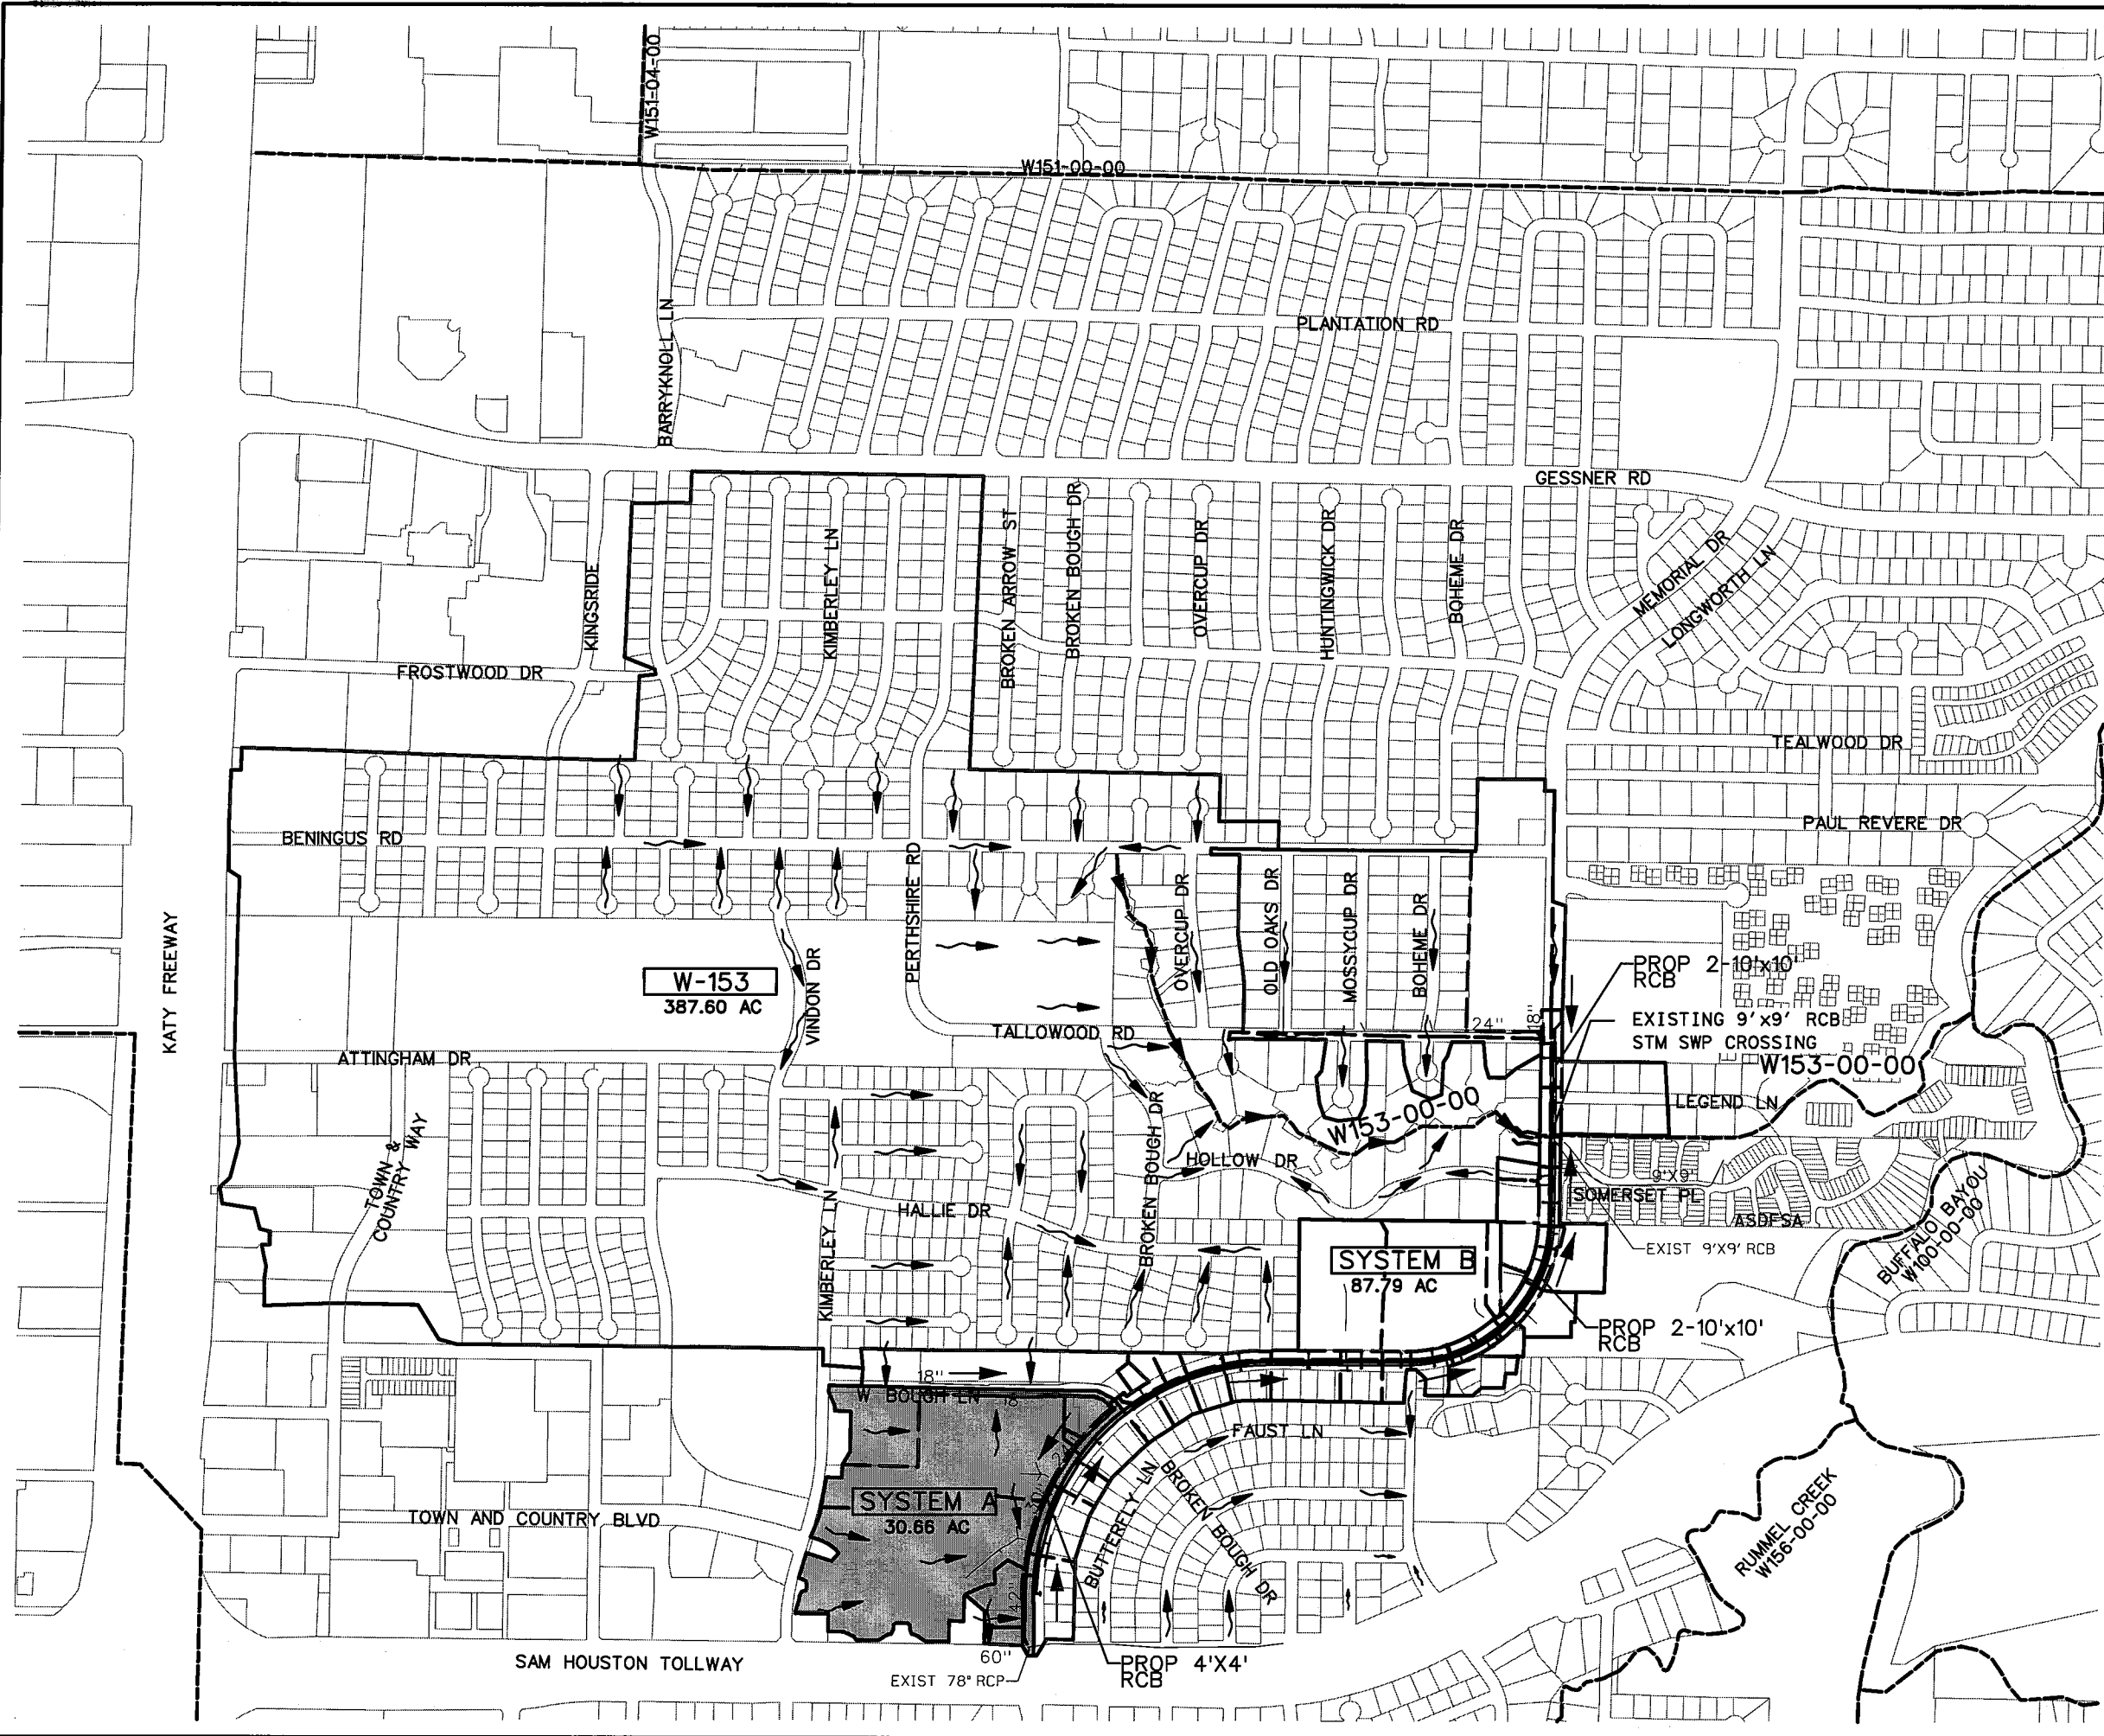 W151-04-00
W151-00-00
PLANTATION RD
BARRYKNOLL LN
GESSNER RD
KINGSRIDE
KIMBERLEY LN
BROKEN ARROW ST
BROKEN BOUGH DR
OVERCUP DR
HUNTINGWICK DR
BOHEME DR
MEMORIAL DR
LONGWORTH LN
FROSTWOOD DR
TEALWOOD DR
BENINGUS RD
PAUL REVERE DR
PERTHSHIRE RD
OVERCUP DR
OLD OAKS DR
MOSSYCUP DR
BOHEME DR
KATY FREEWAY
W-153
387.60 AC
VINDON DR
PROP 2-10'x10'
RCB
24"
18"
EXISTING 9'x9' RCB
STM SWP CROSSING
TALLOWOOD RD
ATTINGHAM DR
W153-00-00
LEGEND LN
W153-00-00
TOWN &
COUNTRY WAY
BROKEN BOUGH DR
HOLLOW DR
9'X9'
SOMERSET PL
ASDFSA
KIMBERLEY LN
HALLIE DR
EXIST 9'X9' RCB
BUFFALO BAYOU
W100-00-00
SYSTEM B
87.79 AC
PROP 2-10'x10'
RCB
18"
W BOUGH LN
18"
FAUST LN
24"
SYSTEM A
30.66 AC
BUTTERFLY LN
BROKEN BOUGH DR
TOWN AND COUNTRY BLVD
RUMMEL CREEK
W156-00-00
42"
SAM HOUSTON TOLLWAY
60"
EXIST 78" RCP
PROP 4'X4'
RCB